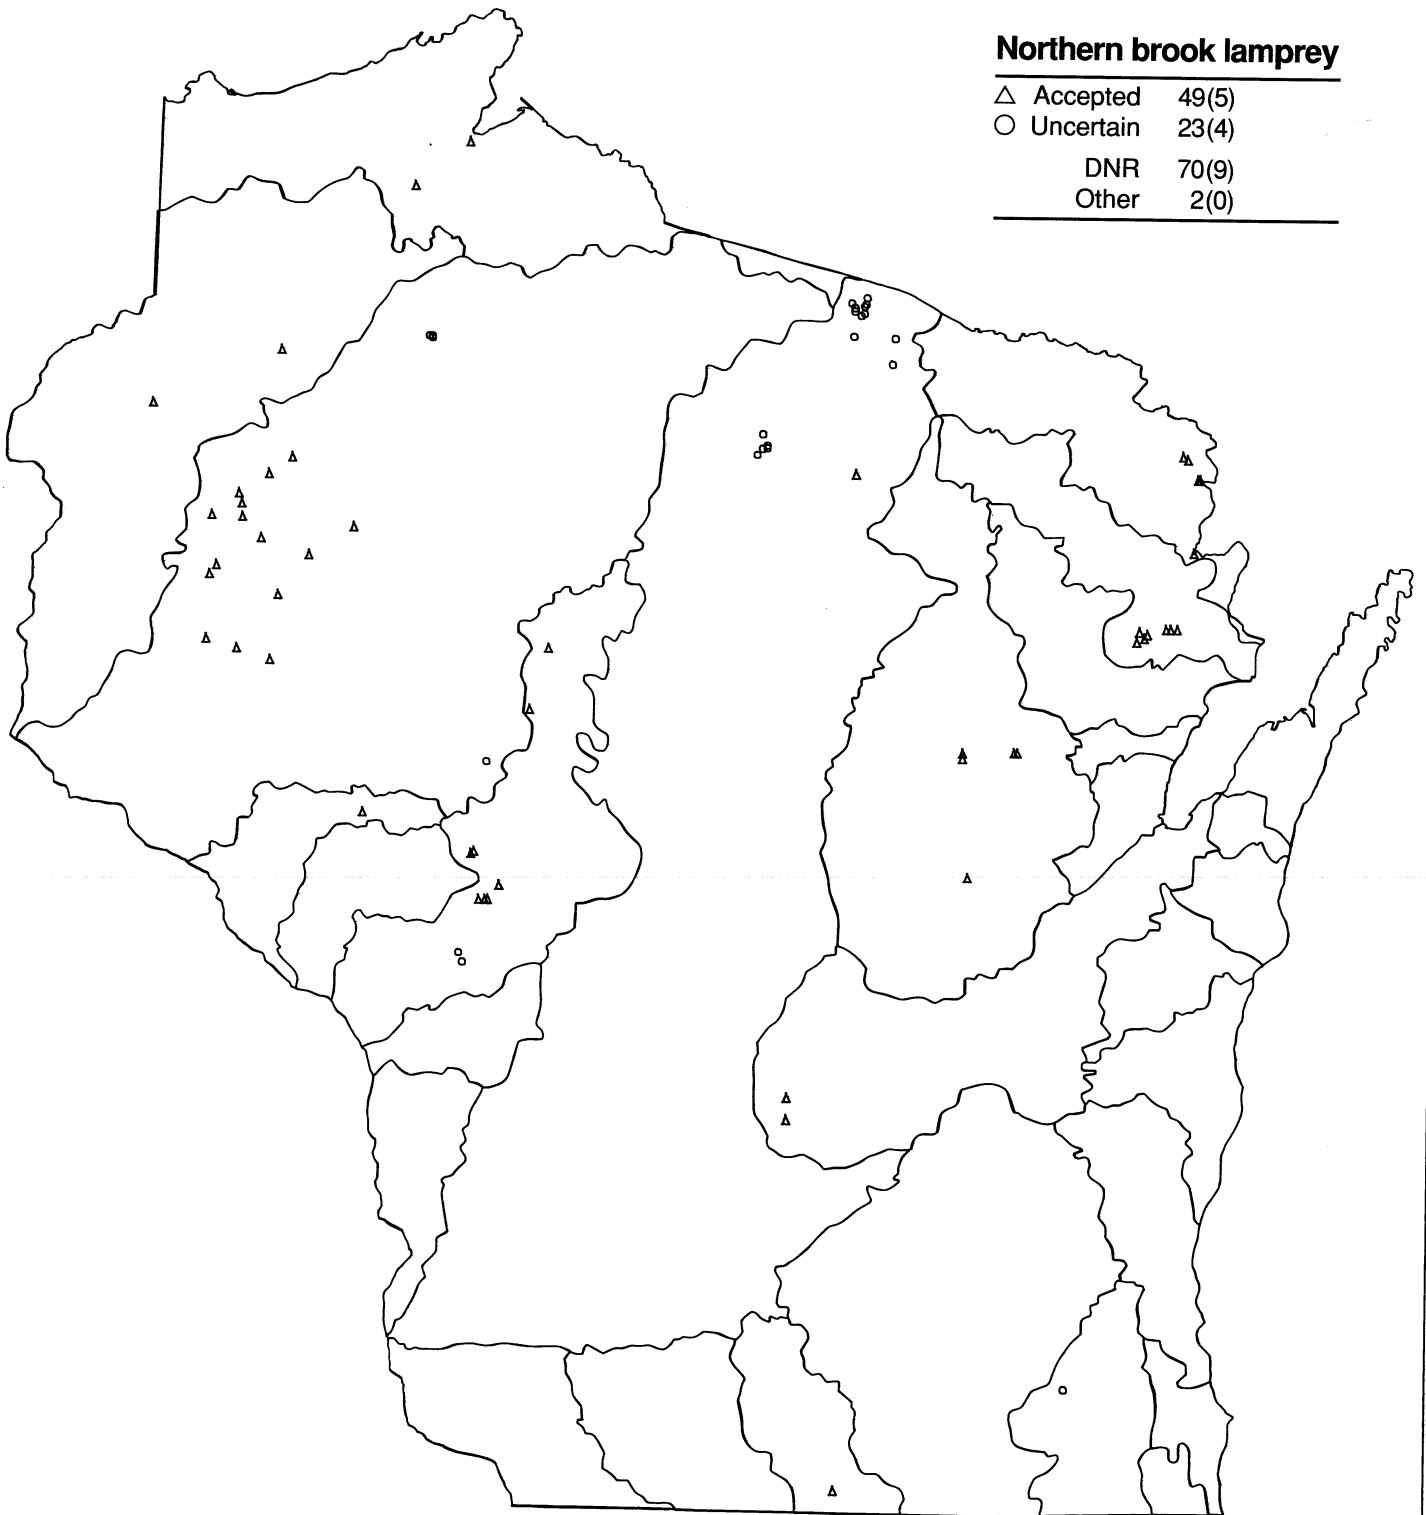 Northern brook lamprey
△ Accepted 49(5)
○ Uncertain 23(4)
DNR 70(9)
Other 2(0)